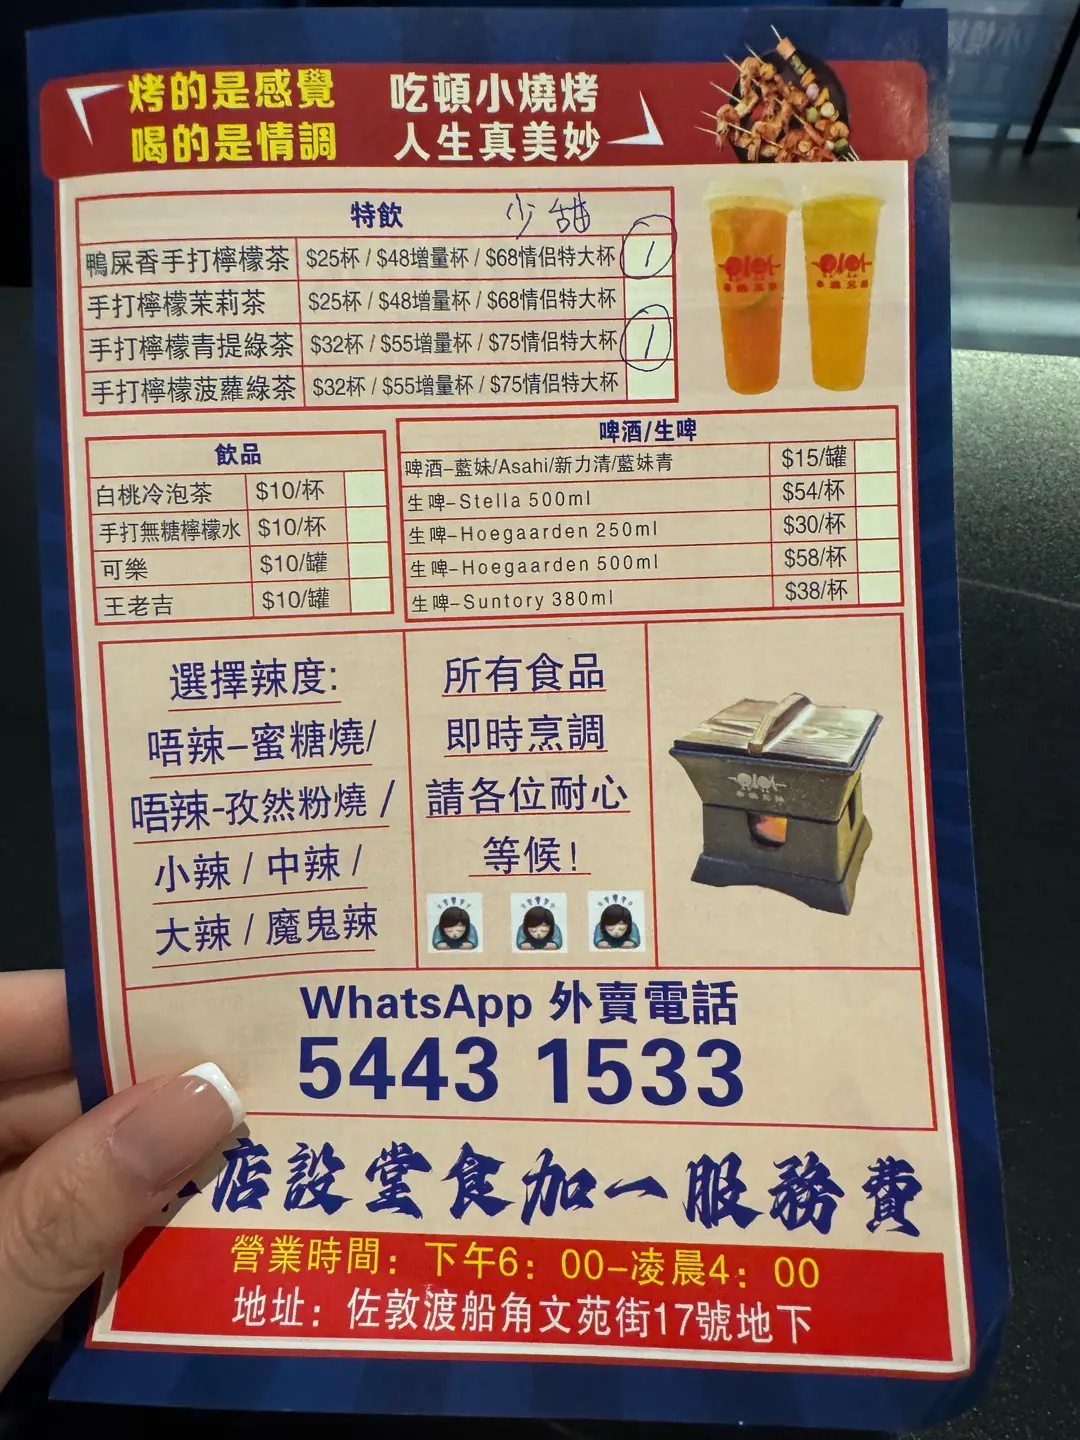 烤的是感覺
喝的是情調
吃頓小燒烤
人生真美妙
特飲 少甜
鴨屎香手打檸檬茶 $25杯 / $48增量杯 / $68情侣特大杯 1
手打檸檬茉莉茶 $25杯 / $48增量杯 / $68情侣特大杯
手打檸檬青提綠茶 $32杯 / $55增量杯 / $75情侣特大杯 1
手打檸檬菠蘿綠茶 $32杯 / $55增量杯 / $75情侣特大杯
飲品
白桃冷泡茶 $10/杯
手打無糖檸檬水 $10/杯
可樂 $10/罐
王老吉 $10/罐
啤酒/生啤
啤酒–藍妹/Asahi/新力清/藍妹青 $15/罐
生啤–Stella 500ml $54/杯
生啤–Hoegaarden 250ml $30/杯
生啤–Hoegaarden 500ml $58/杯
生啤–Suntory 380ml $38/杯
選擇辣度:
唔辣–蜜糖燒/
唔辣-孜然粉燒 /
小辣 / 中辣 /
大辣 / 魔鬼辣
所有食品
即時烹調
請各位耐心
等候!
WhatsApp 外賣電話
5443 1533
店設堂食加一服務費
營業時間：下午6：00–凌晨4：00
地址：佐敦渡船角文苑街17號地下